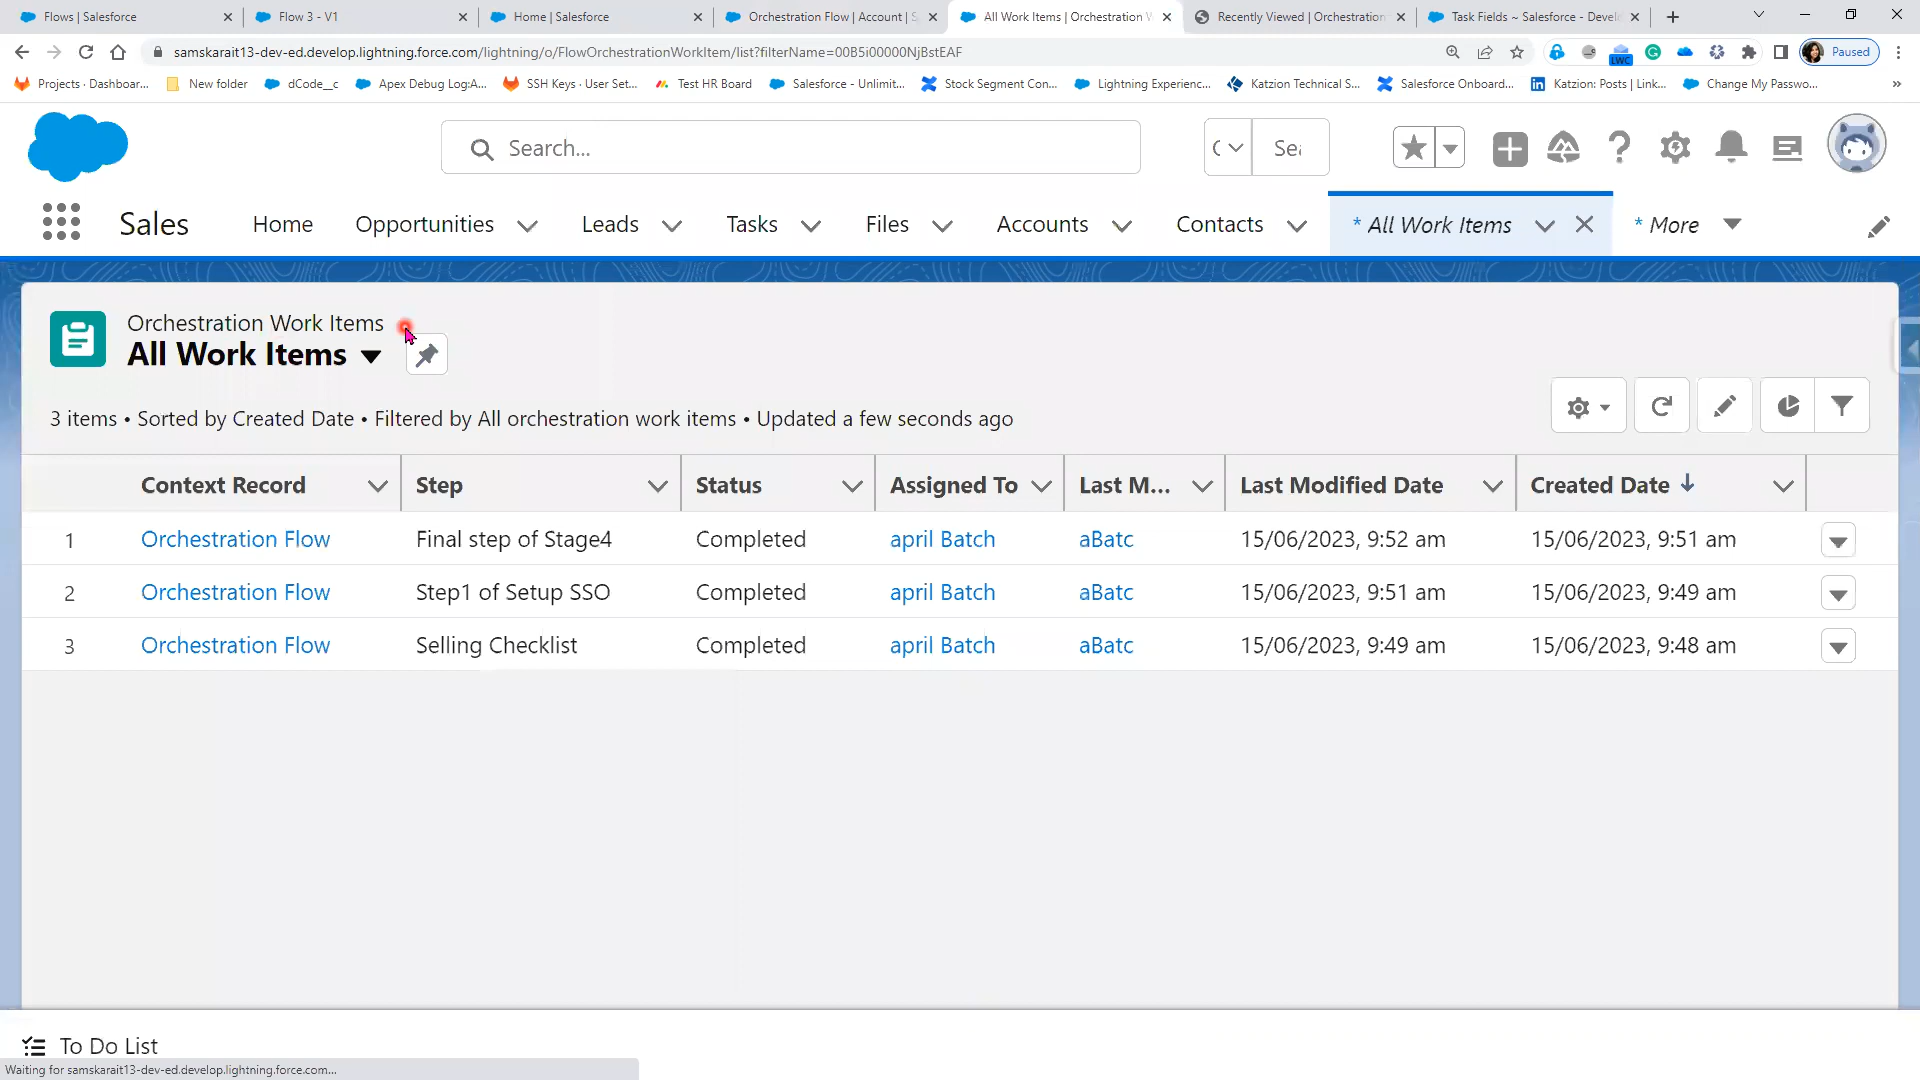 Flows | Salesforce
Flow 3 - V1
Home | Salesforce
Orchestration Flow | Account | S
All Work Items | Orchestration W
Recently Viewed | Orchestration
Task Fields ~ Salesforce - Devel
samskarait13-dev-ed.develop.lightning.force.com/lightning/o/FlowOrchestrationWorkItem/list?filterName=00B5i00000NjBstEAF
LWC
Paused
Projects · Dashboar...
New folder
dCode__c
Apex Debug Log:A...
SSH Keys · User Set...
Test HR Board
Salesforce - Unlimit...
Stock Segment Con...
Lightning Experienc...
Katzion Technical S...
Salesforce Onboard...
Katzion: Posts | Link...
Change My Passwo...
»
Search...
Sea
Sales
Home
Opportunities
Leads
Tasks
Files
Accounts
Contacts
* All Work Items
* More
Orchestration Work Items
All Work Items
3 items • Sorted by Created Date • Filtered by All orchestration work items • Updated a few seconds ago
Context Record Step Status Assigned To Last M... Last Modified Date Created Date
1 Orchestration Flow Final step of Stage4 Completed april Batch aBatc 15/06/2023, 9:52 am 15/06/2023, 9:51 am
2 Orchestration Flow Step1 of Setup SSO Completed april Batch aBatc 15/06/2023, 9:51 am 15/06/2023, 9:49 am
3 Orchestration Flow Selling Checklist Completed april Batch aBatc 15/06/2023, 9:49 am 15/06/2023, 9:48 am
To Do List
Waiting for samskarait13-dev-ed.develop.lightning.force.com...